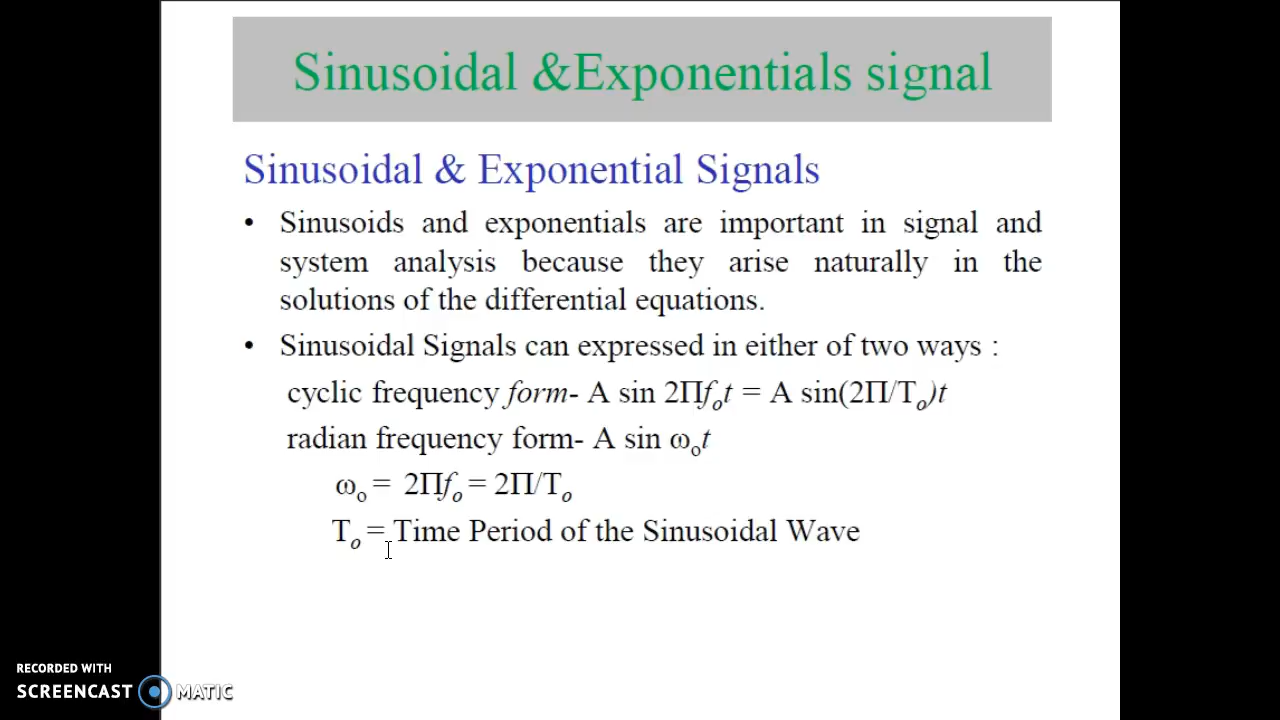 Sinusoidal &Exponentials signal
Sinusoidal & Exponential Signals
• Sinusoids and exponentials are important in signal and
system analysis because they arise naturally in the
solutions of the differential equations.
• Sinusoidal Signals can expressed in either of two ways :
cyclic frequency form- A sin 2Πfₒt = A sin(2Π/Tₒ)t
radian frequency form- A sin ωₒt
ωₒ = 2Πfₒ = 2Π/Tₒ
Tₒ = Time Period of the Sinusoidal Wave
RECORDED WITH
SCREENCAST MATIC